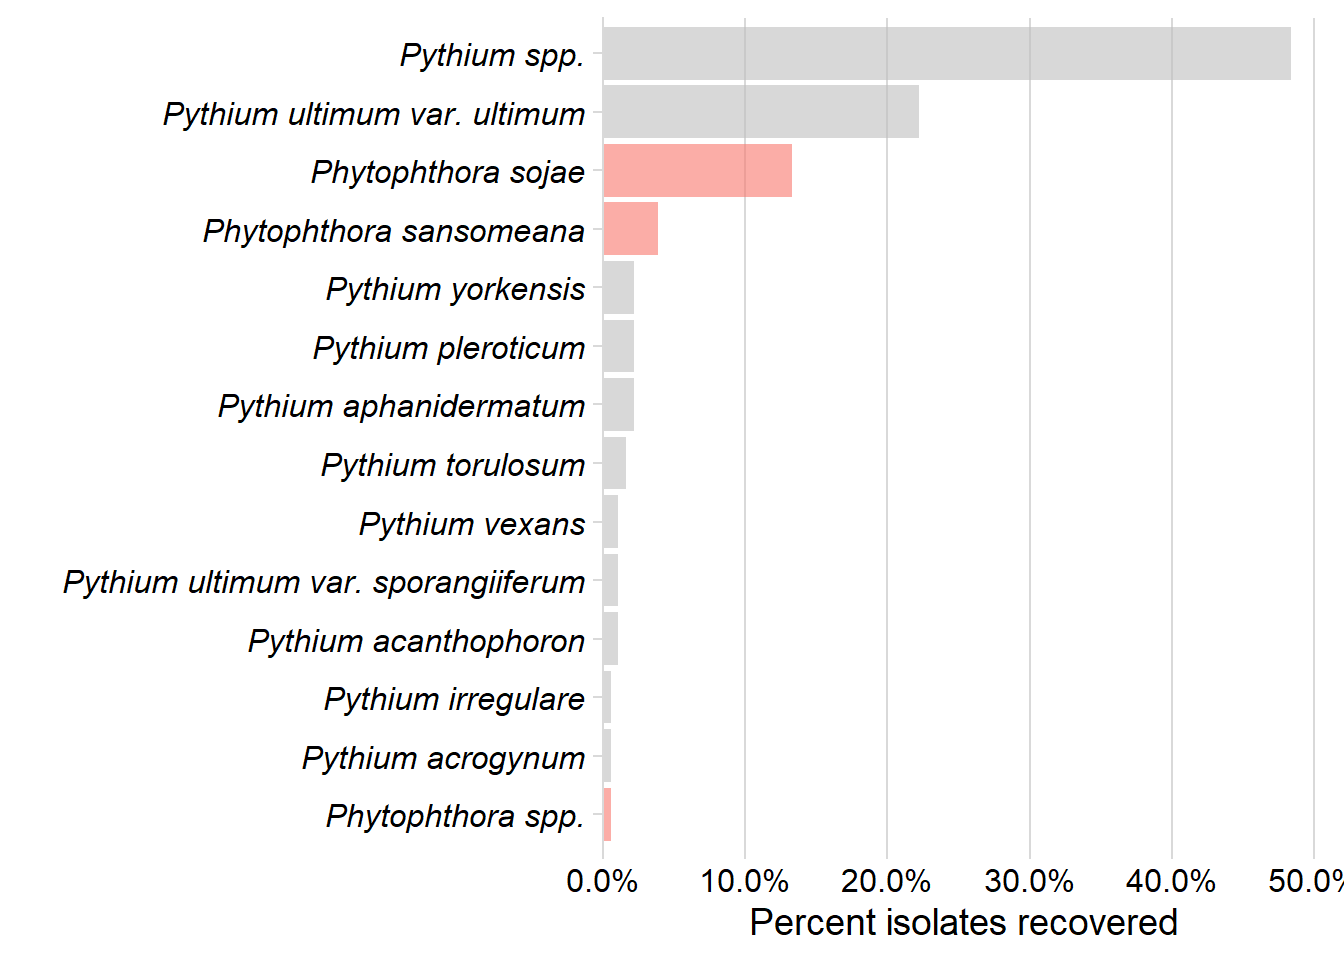 Pythium spp.
Pythium ultimum var. ultimum
Phytophthora sojae
Phytophthora sansomeana
Pythium yorkensis
Pythium pleroticum
Pythium aphanidermatum
Pythium torulosum
Pythium vexans
Pythium ultimum var. sporangiiferum
Pythium acanthophoron
Pythium irregulare
Pythium acrogynum
Phytophthora spp.
0.0% 10.0% 20.0% 30.0% 40.0% 50.0%
Percent isolates recovered